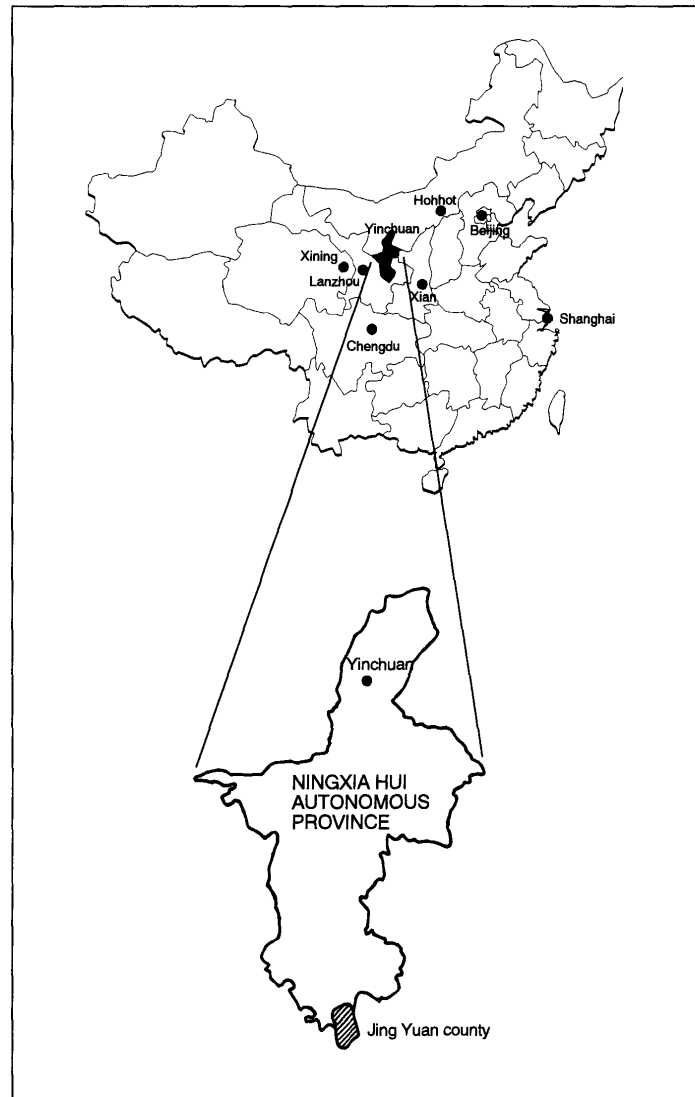 Hohhot
Yinchuan
Beijing
Xining
Lanzhou
Xian
Shanghai
Chengdu
Yinchuan
NINGXIA HUI
AUTONOMOUS
PROVINCE
Jing Yuan county